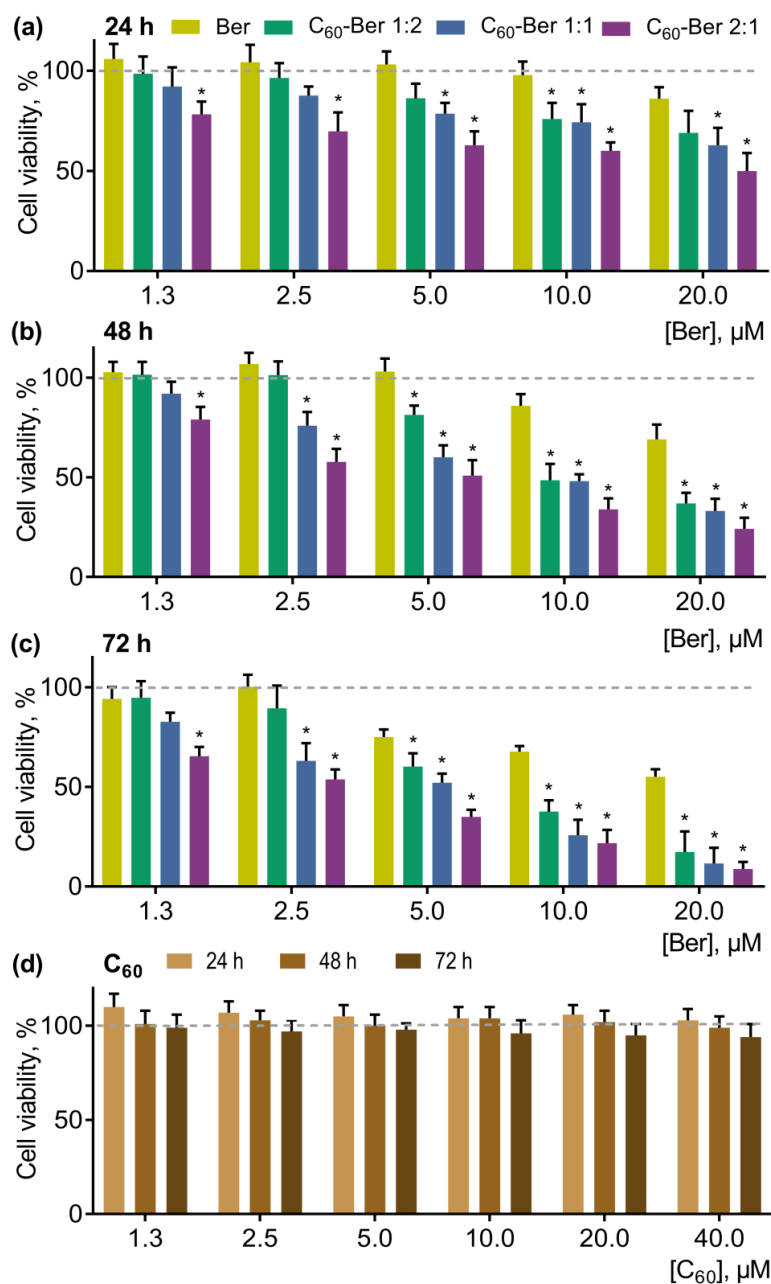 (a) 24 h Ber C₆₀-Ber 1:2 C₆₀-Ber 1:1 C₆₀-Ber 2:1
Cell viability, %
100
50
0
* * * * * * * * * *
1.3 2.5 5.0 10.0 20.0
[Ber], µM
(b) 48 h
Cell viability, %
100
50
0
* * * * * * * * * * * *
1.3 2.5 5.0 10.0 20.0
[Ber], µM
(c) 72 h
Cell viability, %
100
50
0
* * * * * * * * * * * *
1.3 2.5 5.0 10.0 20.0
[Ber], µM
(d) C₆₀ 24 h 48 h 72 h
Cell viability, %
100
50
0
1.3 2.5 5.0 10.0 20.0 40.0
[C₆₀], µM